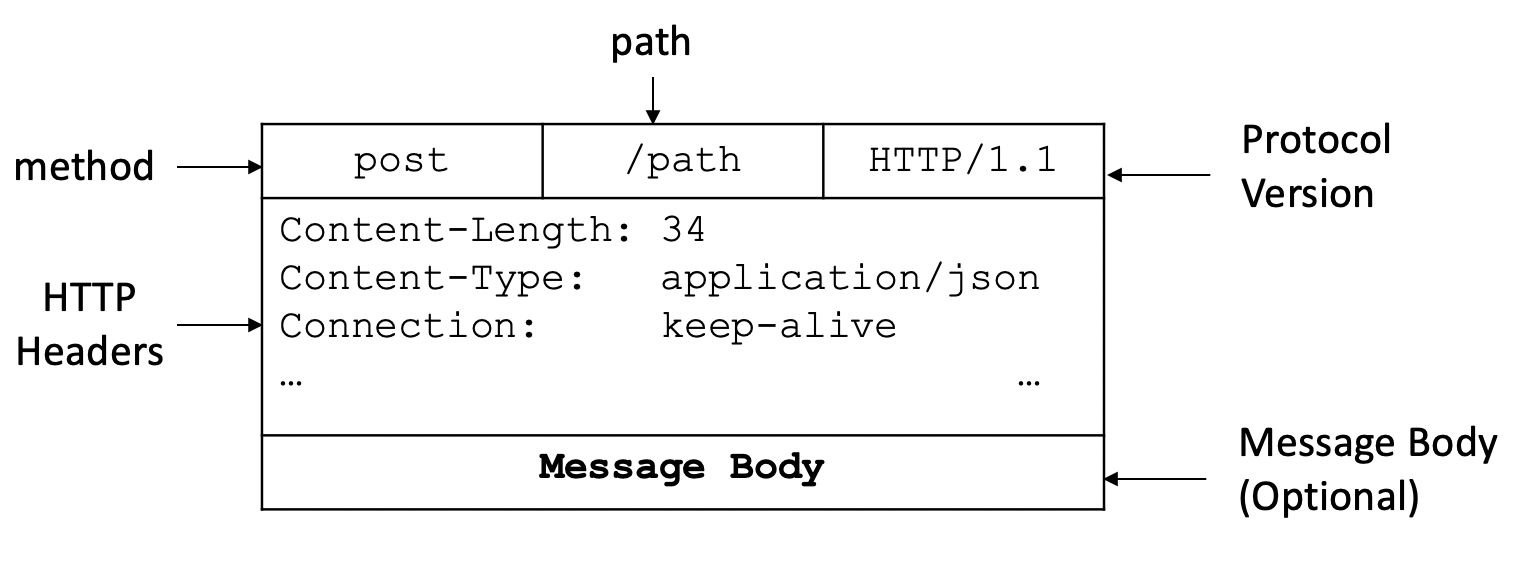 path
method
post /path HTTP/1.1
Protocol
Version
Content-Length: 34
Content-Type: application/json
Connection: keep-alive
… …
HTTP
Headers
Message Body
Message Body
(Optional)